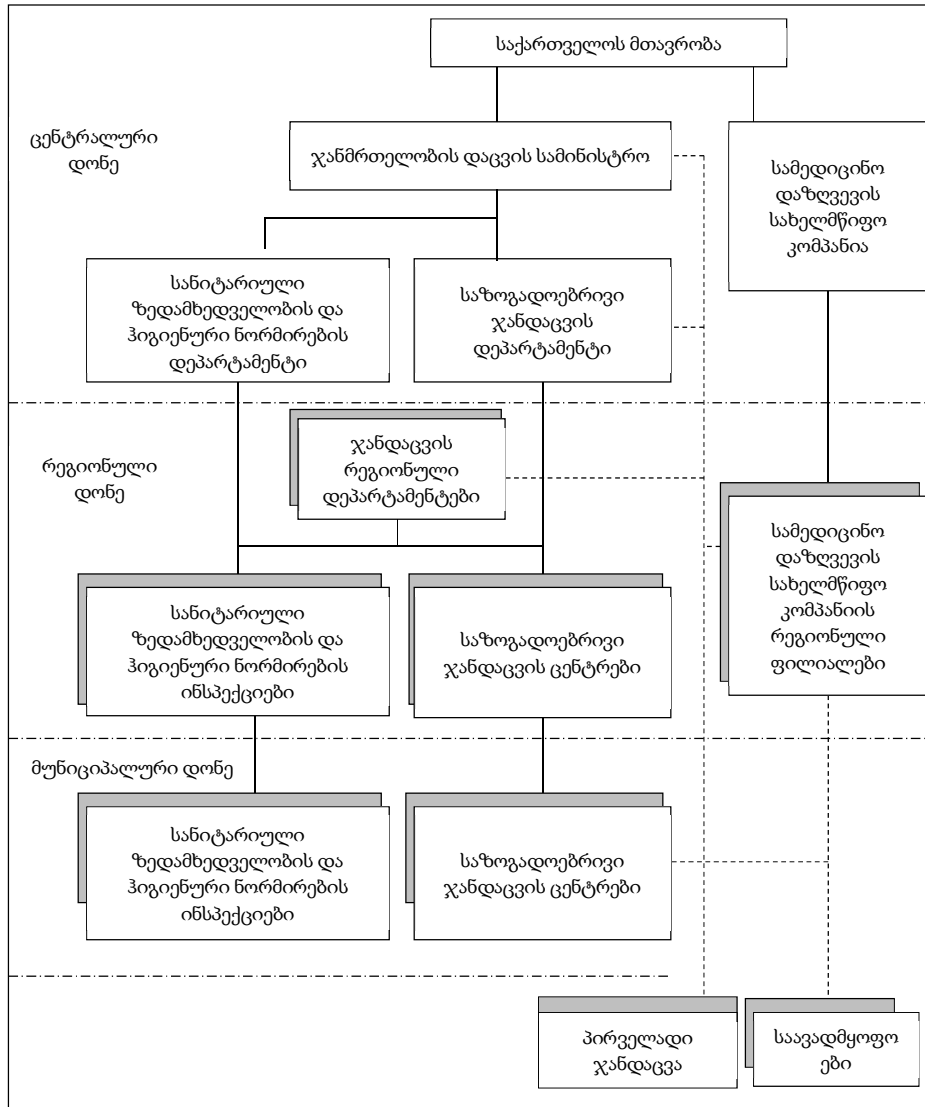 საქართველოს მთავრობა
ცენტრალური
დონე
ჯანმრთელობის დაცვის სამინისტრო
სამედიცინო
დაზღვევის
სახელმწიფო
კომპანია
სანიტარიული
ზედამხედველობის და
ჰიგიენური ნორმირების
დეპარტამენტი
საზოგადოებრივი
ჯანდაცვის
დეპარტამენტი
რეგიონული
დონე
ჯანდაცვის
რეგიონული
დეპარტამენტები
სამედიცინო
დაზღვევის
სახელმწიფო
კომპანიის
რეგიონული
ფილიალები
სანიტარიული
ზედამხედველობის და
ჰიგიენური ნორმირების
ინსპექციები
საზოგადოებრივი
ჯანდაცვის ცენტრები
მუნიციპალური დონე
სანიტარიული
ზედამხედველობის და
ჰიგიენური ნორმირების
ინსპექციები
საზოგადოებრივი
ჯანდაცვის ცენტრები
პირველადი
ჯანდაცვა
საავადმყოფო
ები